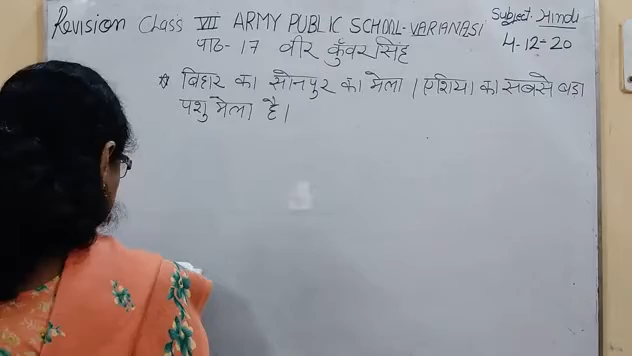 Revision Class VII ARMY PUBLIC SCHOOL-VARANASI Subject-Hindi
पाठ-17 वीर कुँवर सिंह 4-12-20
* बिहार का सोनपुर का मेला। एशिया का सबसे बड़ा
पशु मेला है।